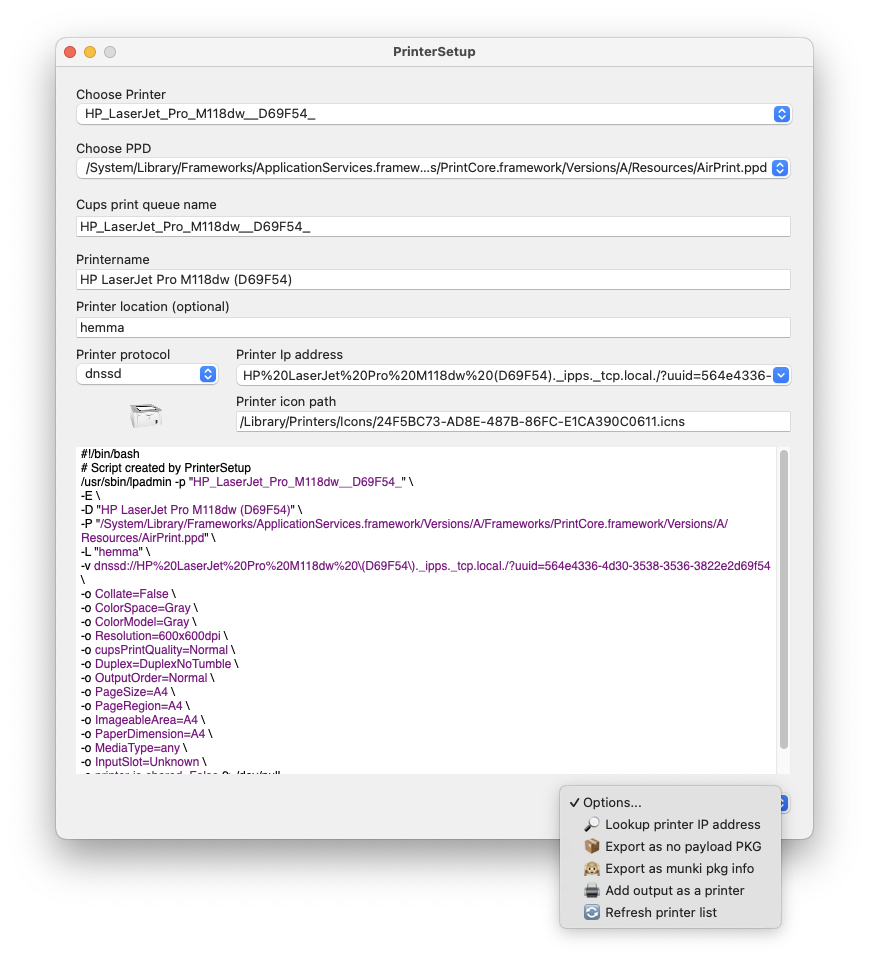 PrinterSetup
Choose Printer
HP_LaserJet_Pro_M118dw__D69F54_
Choose PPD
/System/Library/Frameworks/ApplicationServices.framew...s/PrintCore.framework/Versions/A/Resources/AirPrint.ppd
Cups print queue name
HP_LaserJet_Pro_M118dw__D69F54_
Printername
HP LaserJet Pro M118dw (D69F54)
Printer location (optional)
hemma
Printer protocol
Printer Ip address
dnssd
HP%20LaserJet%20Pro%20M118dw%20(D69F54)._ipps._tcp.local./?uuid=564e4336-
Printer icon path
/Library/Printers/Icons/24F5BC73-AD8E-487B-86FC-E1CA390C0611.icns
#!/bin/bash
# Script created by PrinterSetup
/usr/sbin/lpadmin -p "HP_LaserJet_Pro_M118dw__D69F54_" \
-E \
-D "HP LaserJet Pro M118dw (D69F54)" \
-P "/System/Library/Frameworks/ApplicationServices.framework/Versions/A/Frameworks/PrintCore.framework/Versions/A/
Resources/AirPrint.ppd" \
-L "hemma" \
-v dnssd://HP%20LaserJet%20Pro%20M118dw%20\(D69F54\)._ipps._tcp.local./?uuid=564e4336-4d30-3538-3536-3822e2d69f54
\
-o Collate=False \
-o ColorSpace=Gray \
-o ColorModel=Gray \
-o Resolution=600x600dpi \
-o cupsPrintQuality=Normal \
-o Duplex=DuplexNoTumble \
-o OutputOrder=Normal \
-o PageSize=A4 \
-o PageRegion=A4 \
-o ImageableArea=A4 \
-o PaperDimension=A4 \
-o MediaType=any \
-o InputSlot=Unknown \
✓ Options...
Lookup printer IP address
Export as no payload PKG
Export as munki pkg info
Add output as a printer
Refresh printer list